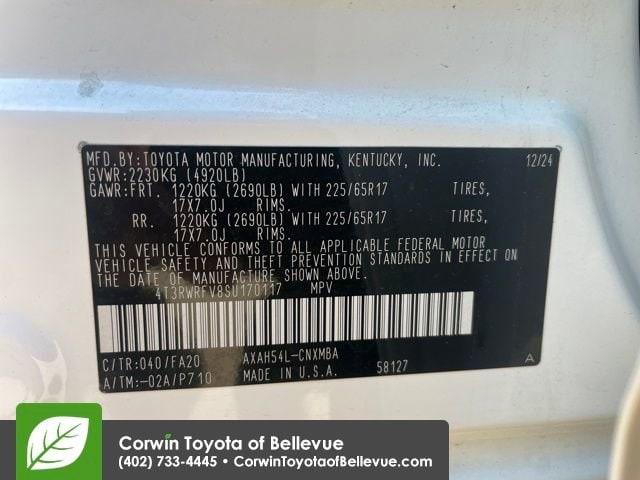 MFD.BY:TOYOTA MOTOR MANUFACTURING, KENTUCKY, INC. 12/24
GVWR:2230KG (4920LB)
GAWR:FRT. 1220KG (2690LB) WITH 225/65R17 TIRES,
17X7.0J RIMS.
RR. 1220KG (2690LB) WITH 225/65R17 TIRES,
17X7.0J RIMS.
THIS VEHICLE CONFORMS TO ALL APPLICABLE FEDERAL MOTOR
VEHICLE SAFETY AND THEFT PREVENTION STANDARDS IN EFFECT ON
THE DATE OF MANUFACTURE SHOWN ABOVE.
4T3RWRFV8SU170117 MPV
C/TR:040/FA20 AXAH54L-CNXMBA
A/TM:-02A/P710 MADE IN U.S.A. 58127 A
Corwin Toyota of Bellevue
(402) 733-4445 • CorwinToyotaofBellevue.com